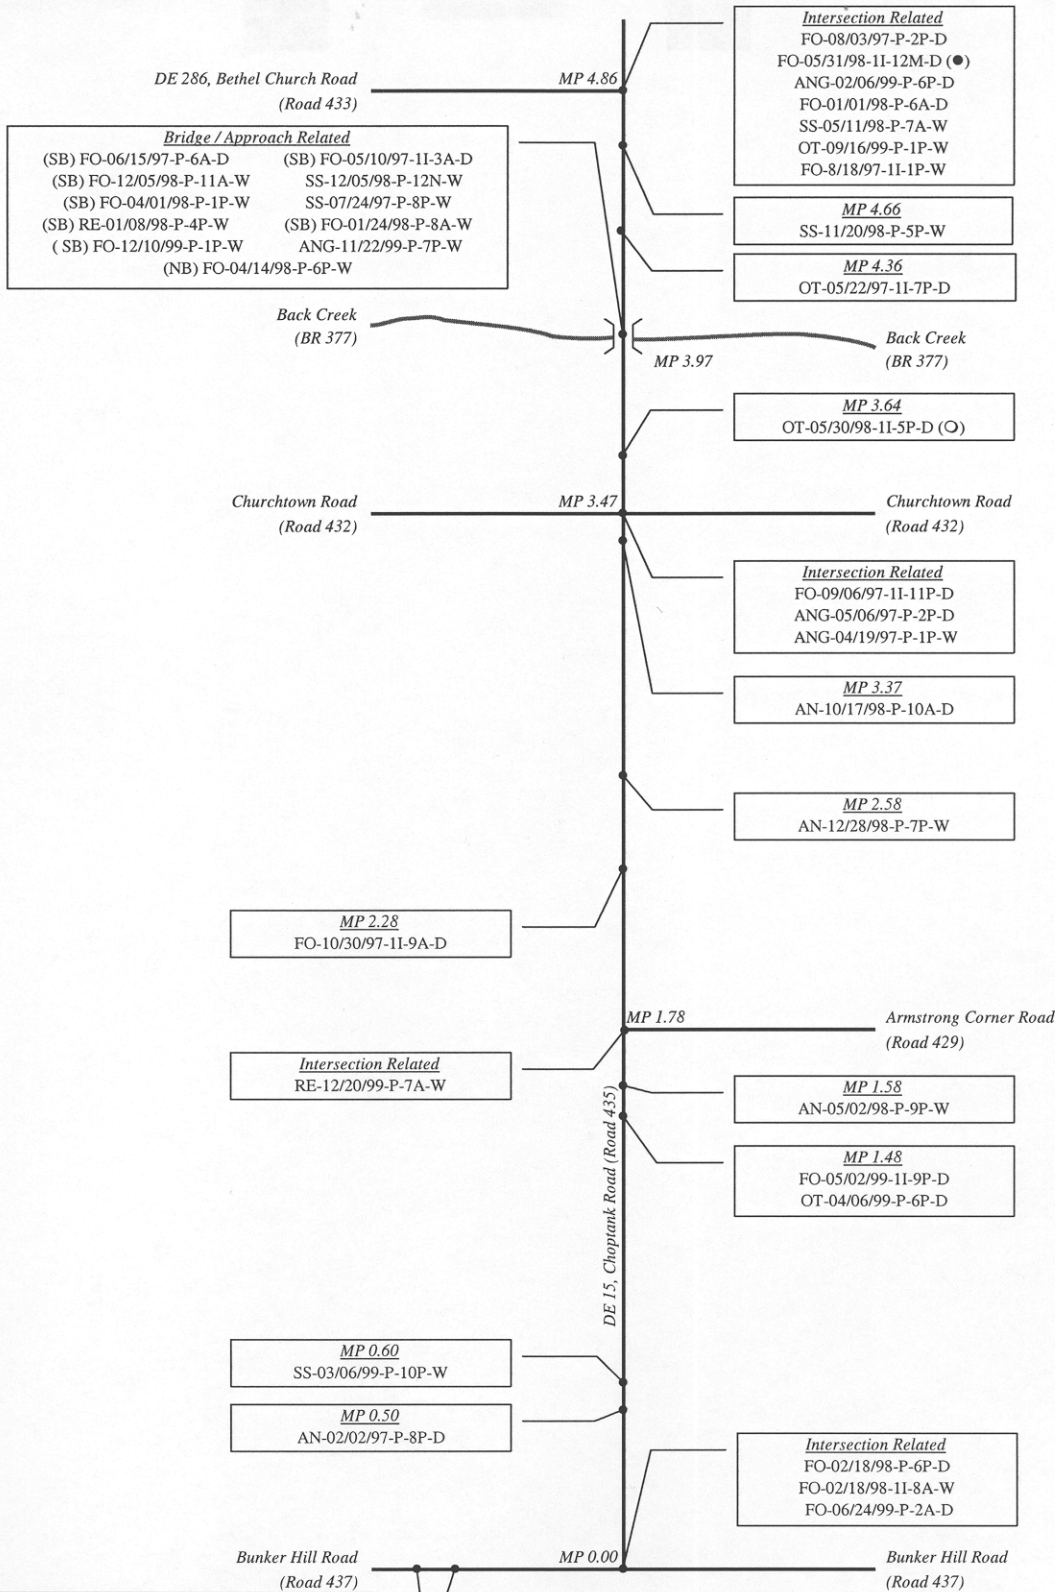 Intersection Related
FO-08/03/97-P-2P-D
FO-05/31/98-1I-12M-D (●)
ANG-02/06/99-P-6P-D
FO-01/01/98-P-6A-D
SS-05/11/98-P-7A-W
OT-09/16/99-P-1P-W
FO-8/18/97-1I-1P-W
DE 286, Bethel Church Road
(Road 433)
MP 4.86
Bridge / Approach Related
(SB) FO-06/15/97-P-6A-D (SB) FO-05/10/97-1I-3A-D
(SB) FO-12/05/98-P-11A-W SS-12/05/98-P-12N-W
(SB) FO-04/01/98-P-1P-W SS-07/24/97-P-8P-W
(SB) RE-01/08/98-P-4P-W (SB) FO-01/24/98-P-8A-W
( SB) FO-12/10/99-P-1P-W ANG-11/22/99-P-7P-W
(NB) FO-04/14/98-P-6P-W
MP 4.66
SS-11/20/98-P-5P-W
MP 4.36
OT-05/22/97-1I-7P-D
Back Creek
(BR 377)
MP 3.97
Back Creek
(BR 377)
MP 3.64
OT-05/30/98-1I-5P-D (O)
Churchtown Road
(Road 432)
MP 3.47
Churchtown Road
(Road 432)
Intersection Related
FO-09/06/97-1I-11P-D
ANG-05/06/97-P-2P-D
ANG-04/19/97-P-1P-W
MP 3.37
AN-10/17/98-P-10A-D
MP 2.58
AN-12/28/98-P-7P-W
MP 2.28
FO-10/30/97-1I-9A-D
MP 1.78
Armstrong Corner Road
(Road 429)
Intersection Related
RE-12/20/99-P-7A-W
MP 1.58
AN-05/02/98-P-9P-W
MP 1.48
FO-05/02/99-1I-9P-D
OT-04/06/99-P-6P-D
DE 15, Choptank Road (Road 435)
MP 0.60
SS-03/06/99-P-10P-W
MP 0.50
AN-02/02/97-P-8P-D
Intersection Related
FO-02/18/98-P-6P-D
FO-02/18/98-1I-8A-W
FO-06/24/99-P-2A-D
Bunker Hill Road
(Road 437)
MP 0.00
Bunker Hill Road
(Road 437)